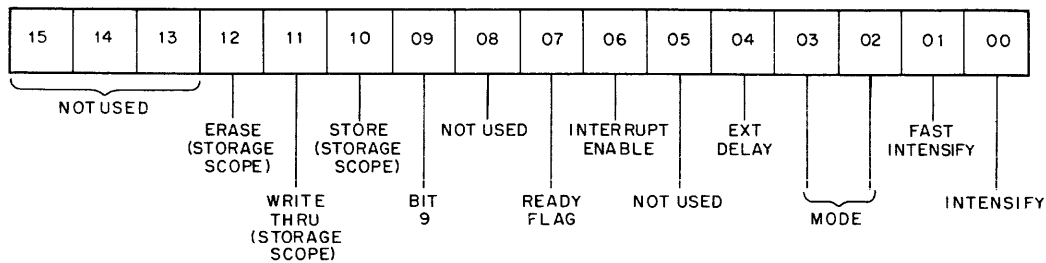 15 14 13 12 11 10 09 08 07 06 05 04 03 02 01 00
NOT USED
ERASE
(STORAGE
SCOPE)
WRITE
THRU
(STORAGE
SCOPE)
STORE
(STORAGE
SCOPE)
BIT
9
NOT USED
READY
FLAG
INTERRUPT
ENABLE
NOT USED
EXT
DELAY
MODE
FAST
INTENSIFY
INTENSIFY